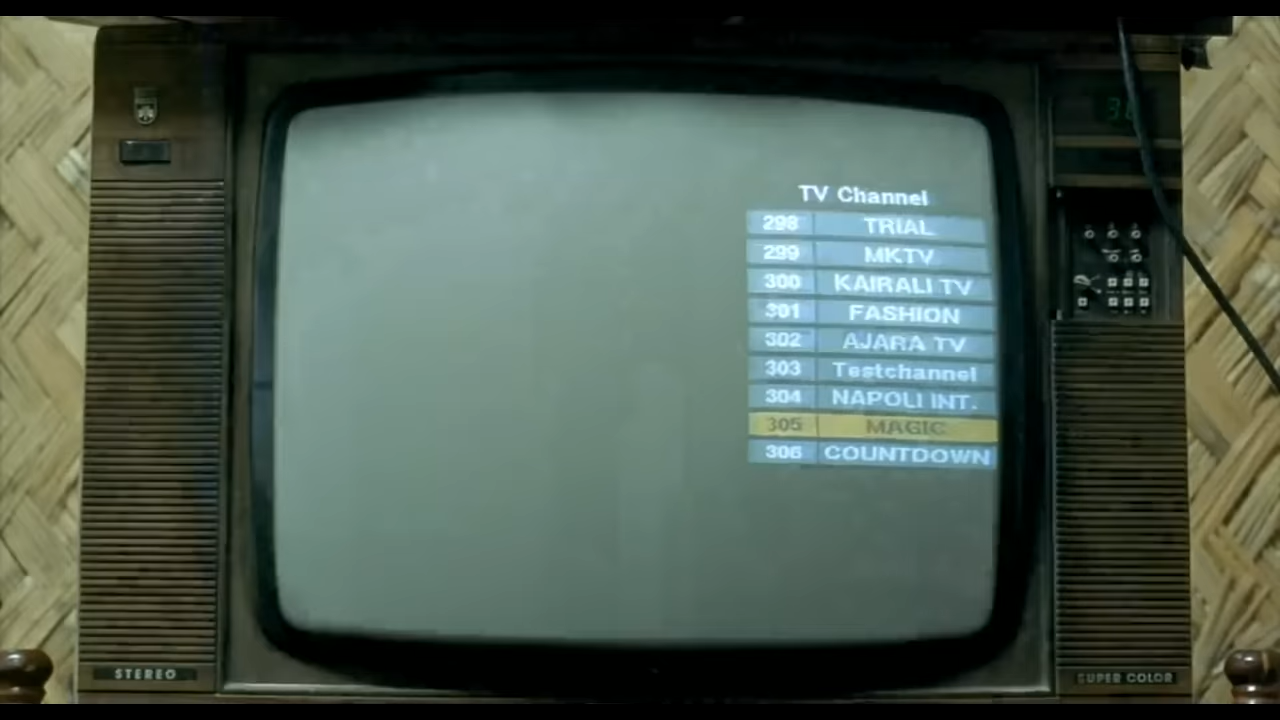 TV Channel
298 TRIAL
299 MKTV
300 KAIRALI TV
301 FASHION
302 AJARA TV
303 Testchannel
304 NAPOLI INT.
305 MAGIC
306 COUNTDOWN
STEREO
SUPER COLOR